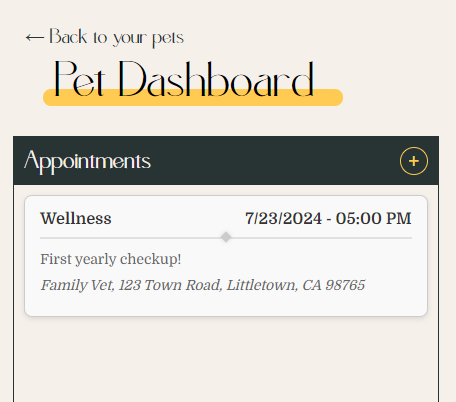 ← Back to your pets
Pet Dashboard
Appointments
+
Wellness 7/23/2024 - 05:00 PM
First yearly checkup!
Family Vet, 123 Town Road, Littletown, CA 98765